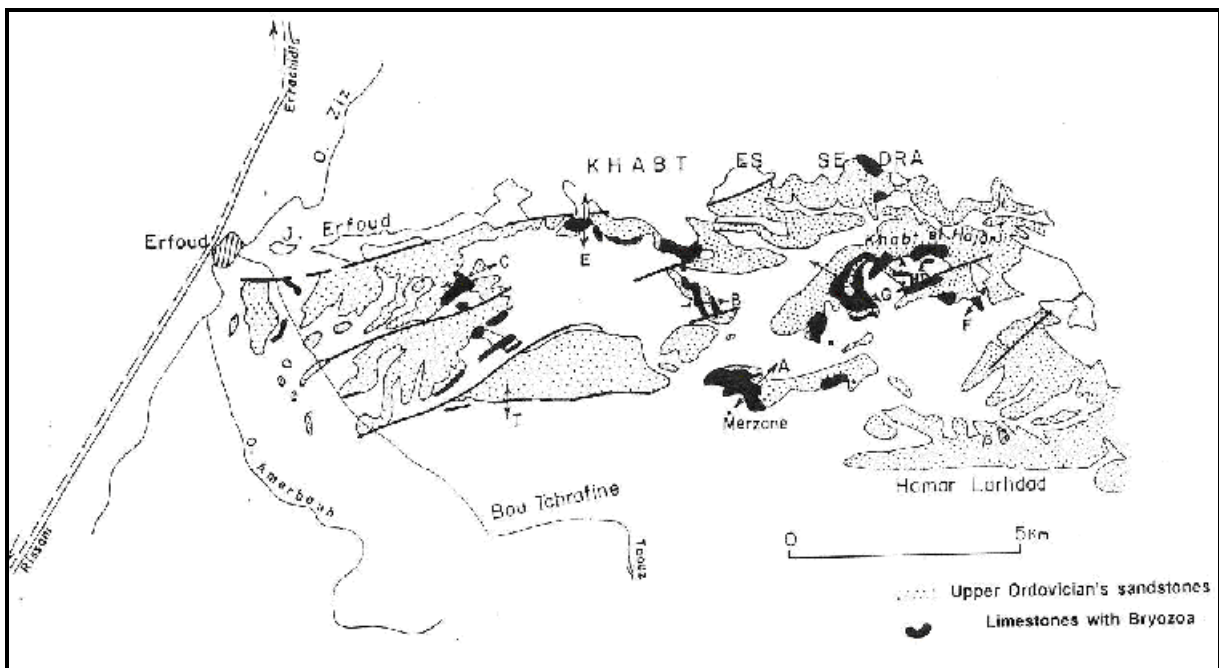 Errachidia
O. Ziz
KHABT ES SE DRA
Erfoud
J. Erfoud
Khabt el Hajar
C
E
B
G
H
F
A
I
Merzane
O. Amerbouh
Rissani
Bou Tchrafine
Taouz
Hamar Larhdad
0 5Km
Upper Ordovician's sandstones
Limestones with Bryozoa